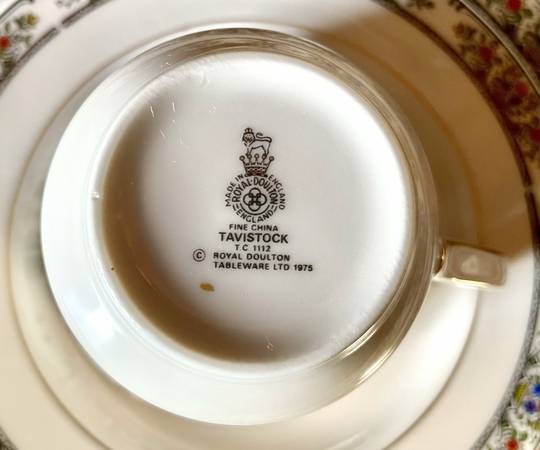 MADE IN ENGLAND
ROYAL DOULTON
ENGLAND
FINE CHINA
TAVISTOCK
T.C. 1112
© ROYAL DOULTON
TABLEWARE LTD 1975